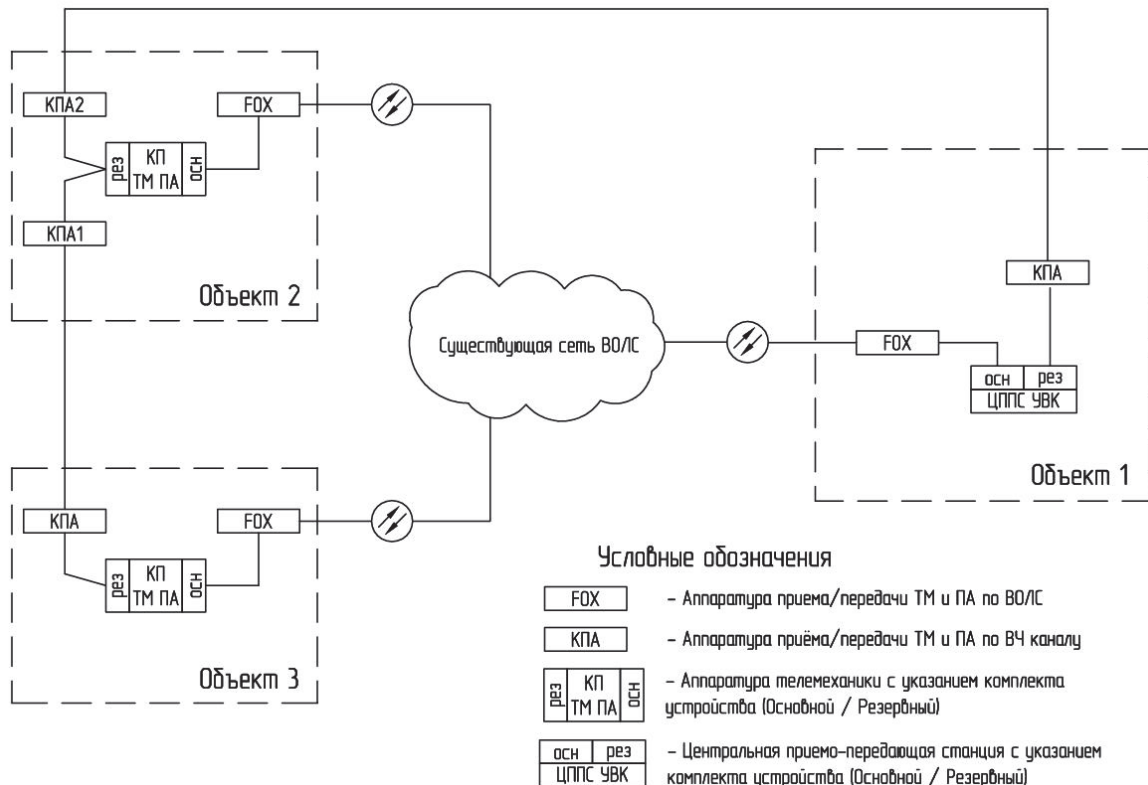 КПА2
FOX
рез
КП
ТМ ПА
осн
КПА1
Объект 2
КПА
FOX
осн
рез
ЦППС УВК
Объект 1
Существующая сеть ВОЛС
КПА
FOX
рез
КП
ТМ ПА
осн
Объект 3
Условные обозначения
FOX
– Аппаратура приема/передачи ТМ и ПА по ВОЛС
КПА
– Аппаратура приёма/передачи ТМ и ПА по ВЧ каналу
рез
КП
ТМ ПА
осн
– Аппаратура телемеханики с указанием комплекта
устройства (Основной / Резервный)
осн
рез
ЦППС УВК
– Центральная приемо-передающая станция с указанием
комплекта устройства (Основной / Резервный)